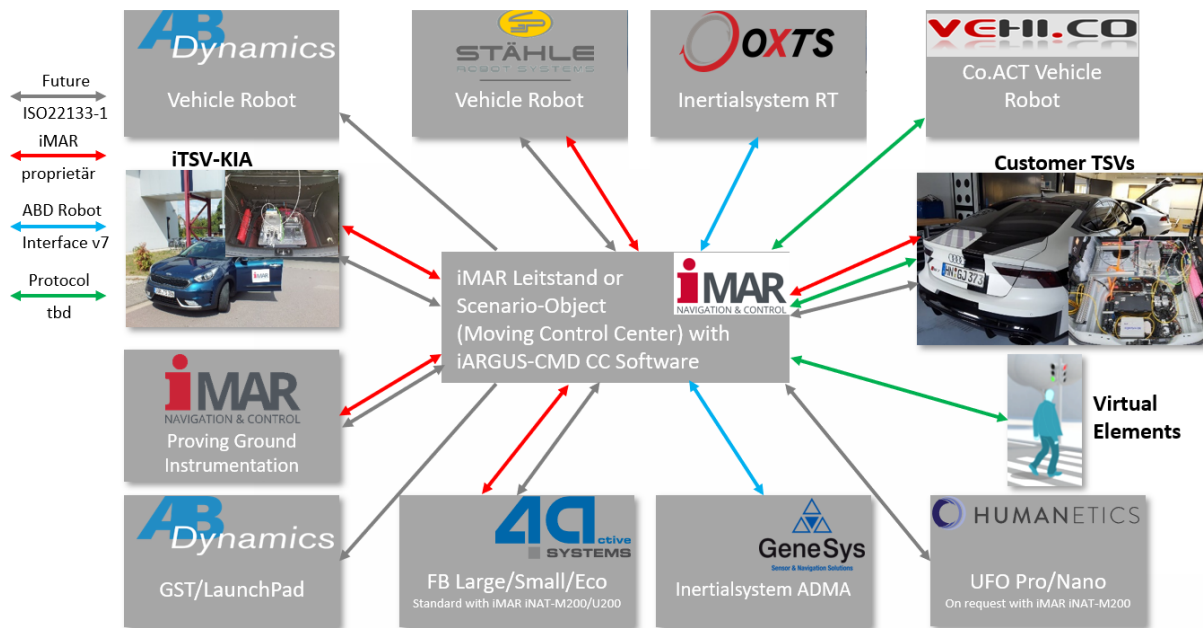 AB
Dynamics
Vehicle Robot
STÄHLE
ROBOT SYSTEMS
Vehicle Robot
OXTS
Inertialsystem RT
VEHI.CO
Co.ACT Vehicle
Robot
Future
ISO22133-1
iMAR
proprietär
ABD Robot
Interface v7
Protocol
tbd
iTSV-KIA
iMAR
Customer TSVs
HN GJ 373
iMAR Leitstand or
Scenario-Object
(Moving Control Center) with
iARGUS-CMD CC Software
iMAR
NAVIGATION & CONTROL
iMAR
NAVIGATION & CONTROL
Proving Ground
Instrumentation
Virtual
Elements
AB
Dynamics
GST/LaunchPad
4active
SYSTEMS
FB Large/Small/Eco
Standard with iMAR iNAT-M200/U200
GeneSys
Sensor & Navigation Solutions
Inertialsystem ADMA
HUMANETICS
UFO Pro/Nano
On request with iMAR iNAT-M200